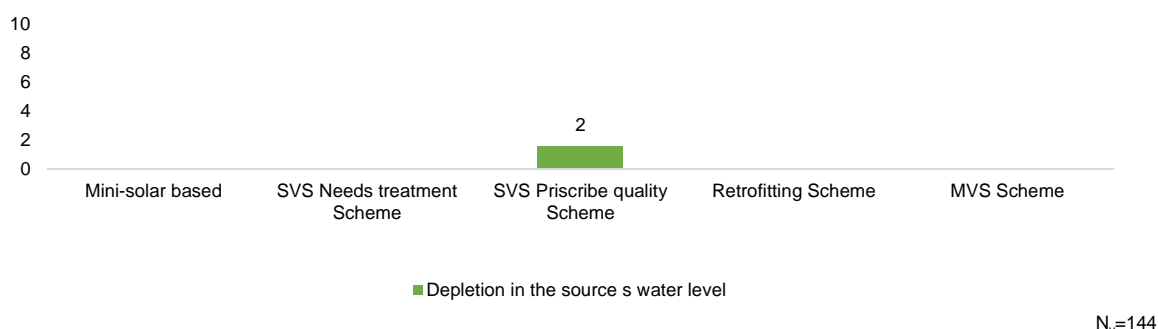 10
8
6
4
2
0
2
Mini-solar based
SVS Needs treatment
Scheme
SVS Priscribe quality
Scheme
Retrofitting Scheme
MVS Scheme
Depletion in the source s water level
Nᵥ=144